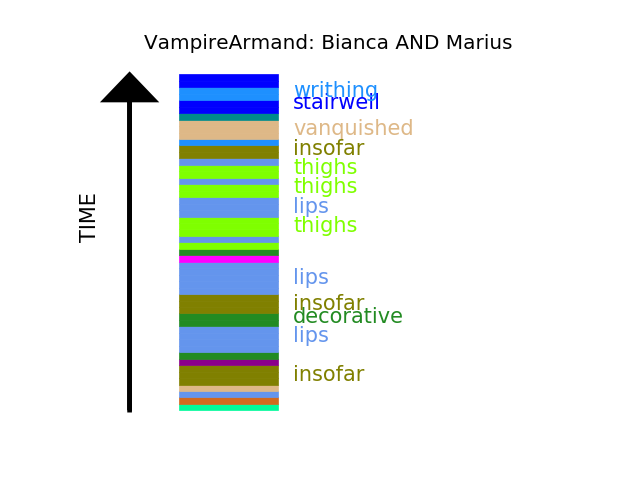 VampireArmand: Bianca AND Marius
writhing
stairwell
vanquished
insofar
thighs
thighs
lips
thighs
lips
insofar
decorative
lips
insofar
TIME